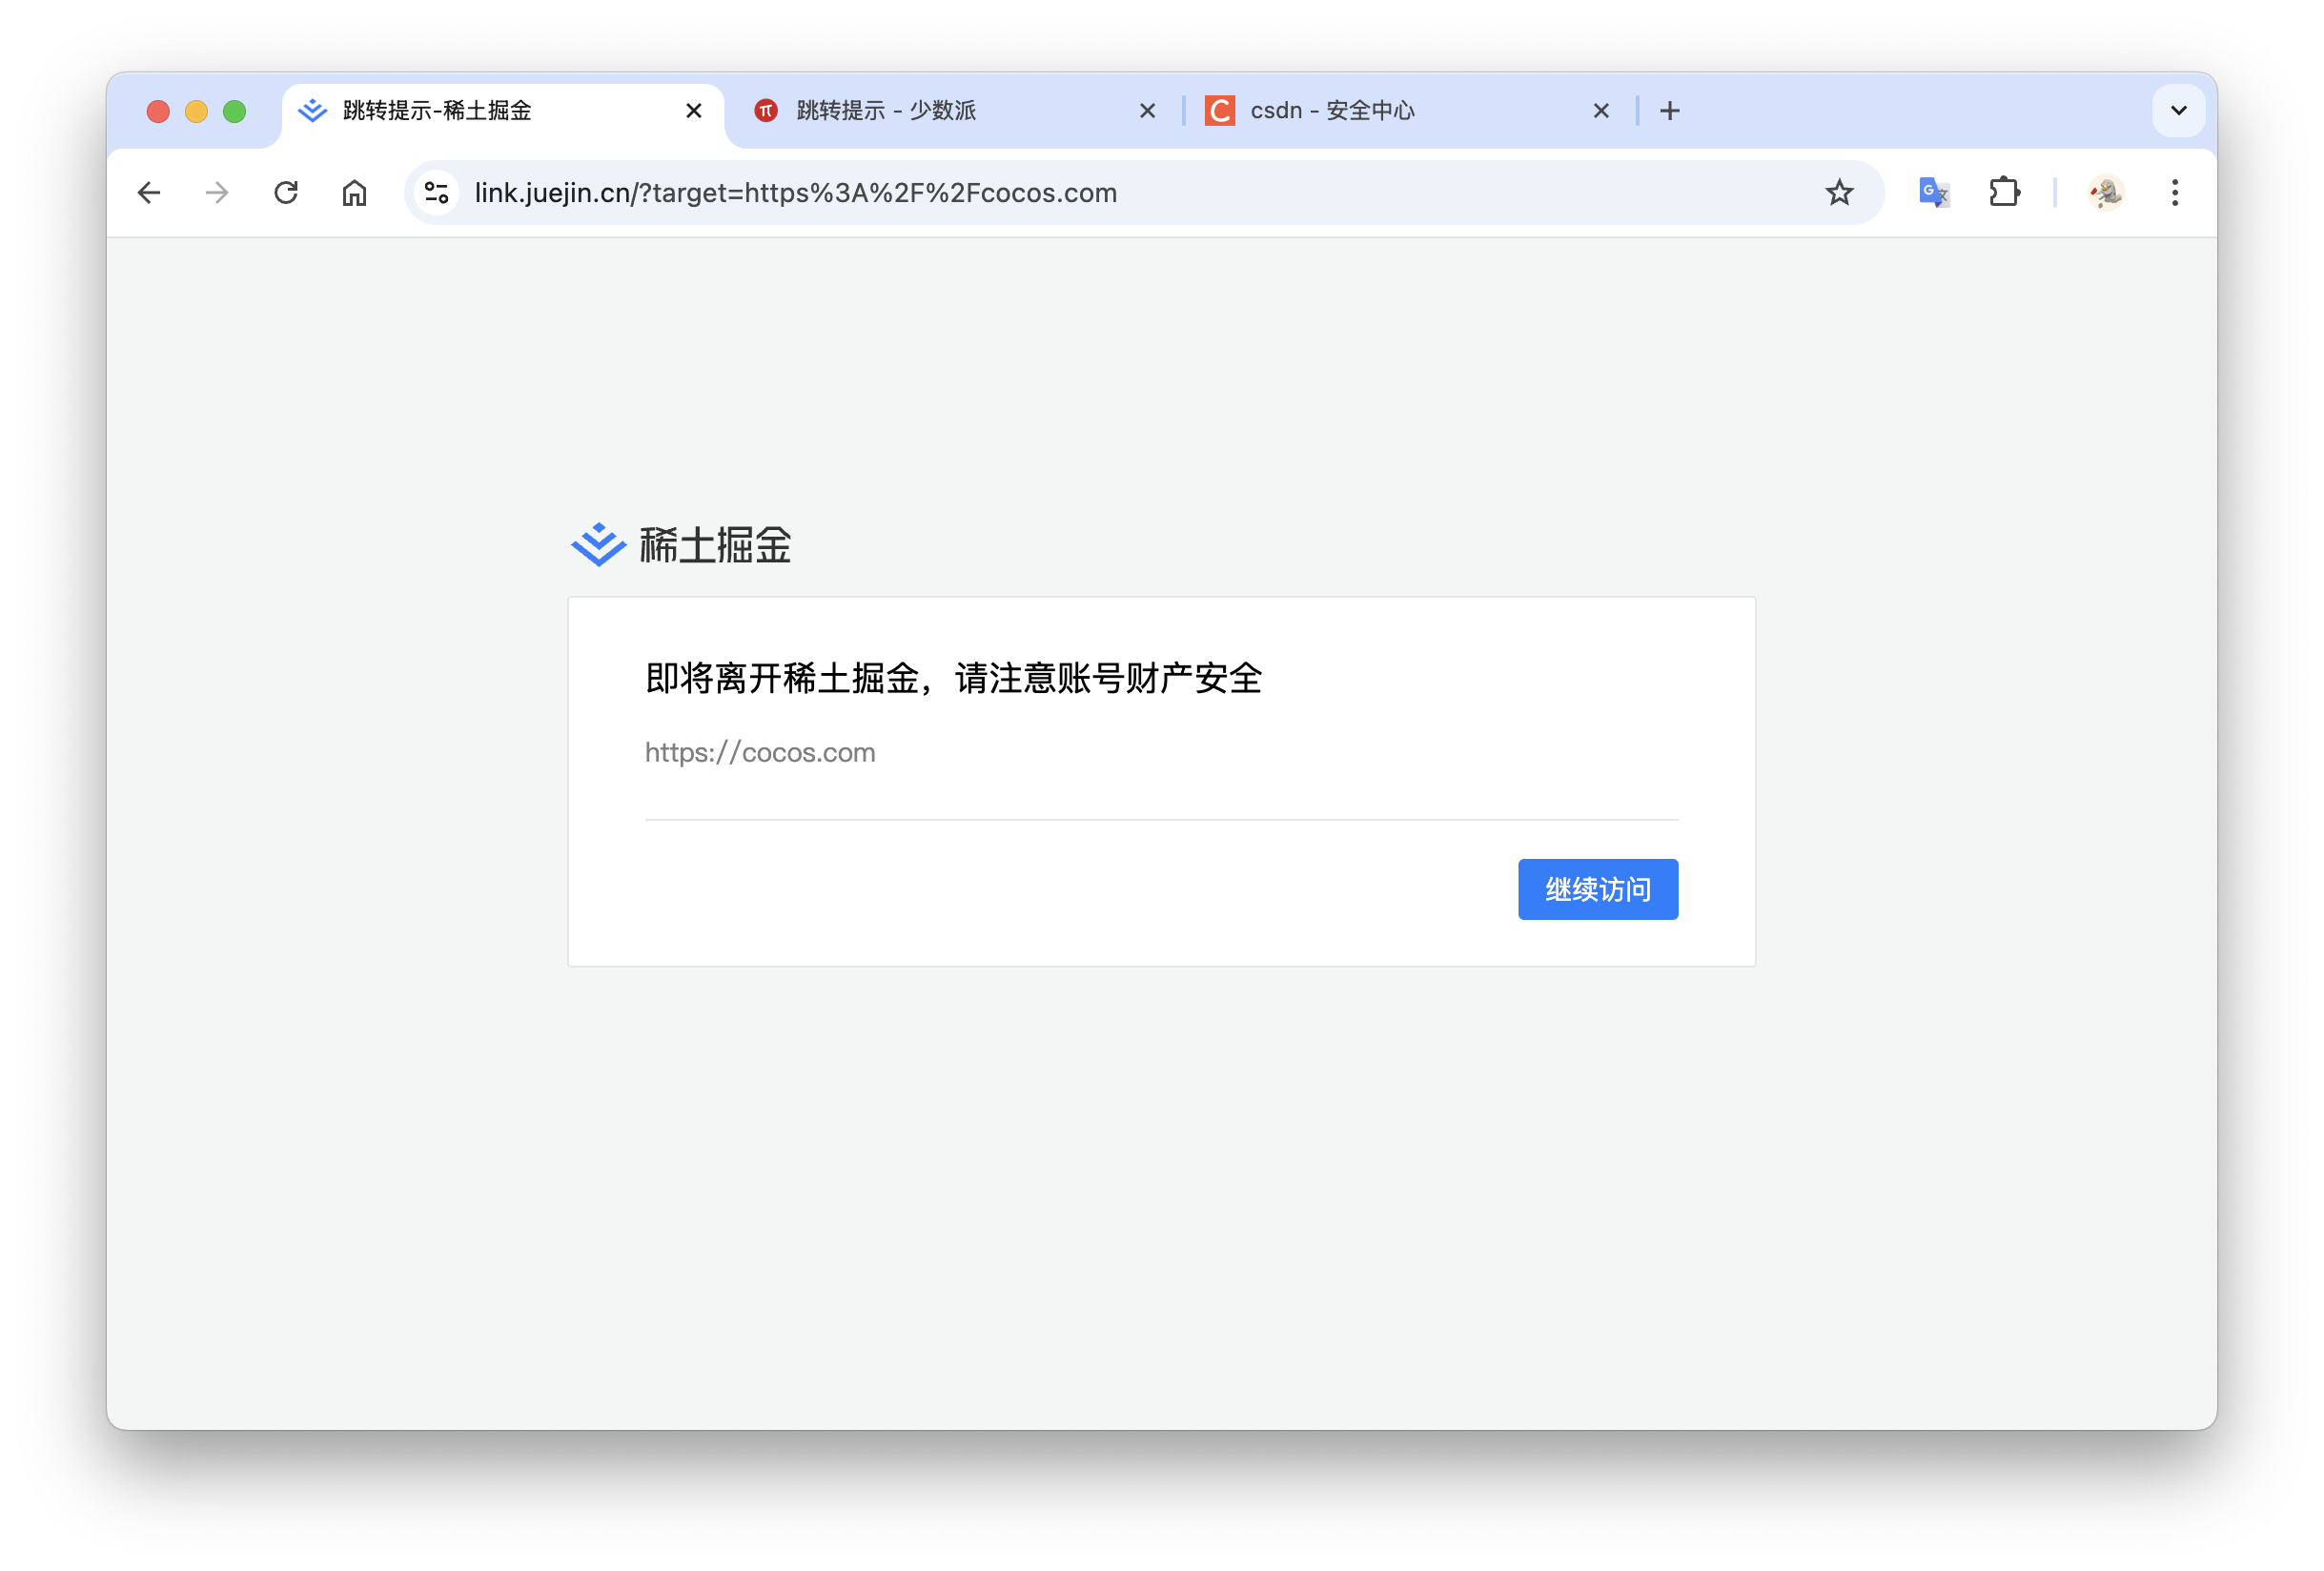 跳转提示-稀土掘金
跳转提示 - 少数派
csdn - 安全中心
link.juejin.cn/?target=https%3A%2F%2Fcocos.com
稀土掘金
即将离开稀土掘金，请注意账号财产安全
https://cocos.com
继续访问